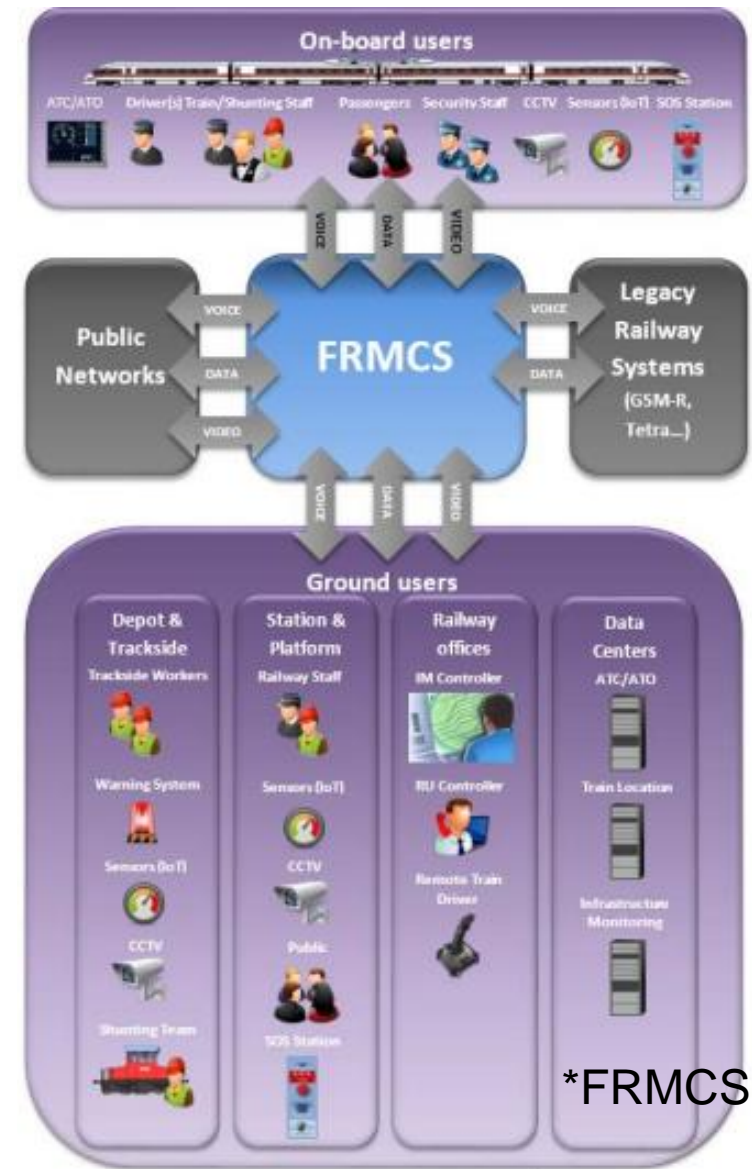 On-board users
ATC/ATO Driver(s) Train/Shunting Staff Passengers Security Staff CCTV Sensors (IoT) SOS Station
VOICE DATA VIDEO
Public
Networks
VOICE
DATA
VIDEO
FRMCS
VOICE
DATA
Legacy
Railway
Systems
(GSM-R,
Tetra...)
VOICE DATA VIDEO
Ground users
Depot &
Trackside
Trackside Workers
Warning System
Sensors (IoT)
CCTV
Shunting Team
Station &
Platform
Railway Staff
Sensors (IoT)
CCTV
Public
SOS Station
Railway
offices
IM Controller
RU Controller
Remote Train
Driver
Data
Centers
ATC/ATO
Train Location
Infrastructure
Monitoring
*FRMCS